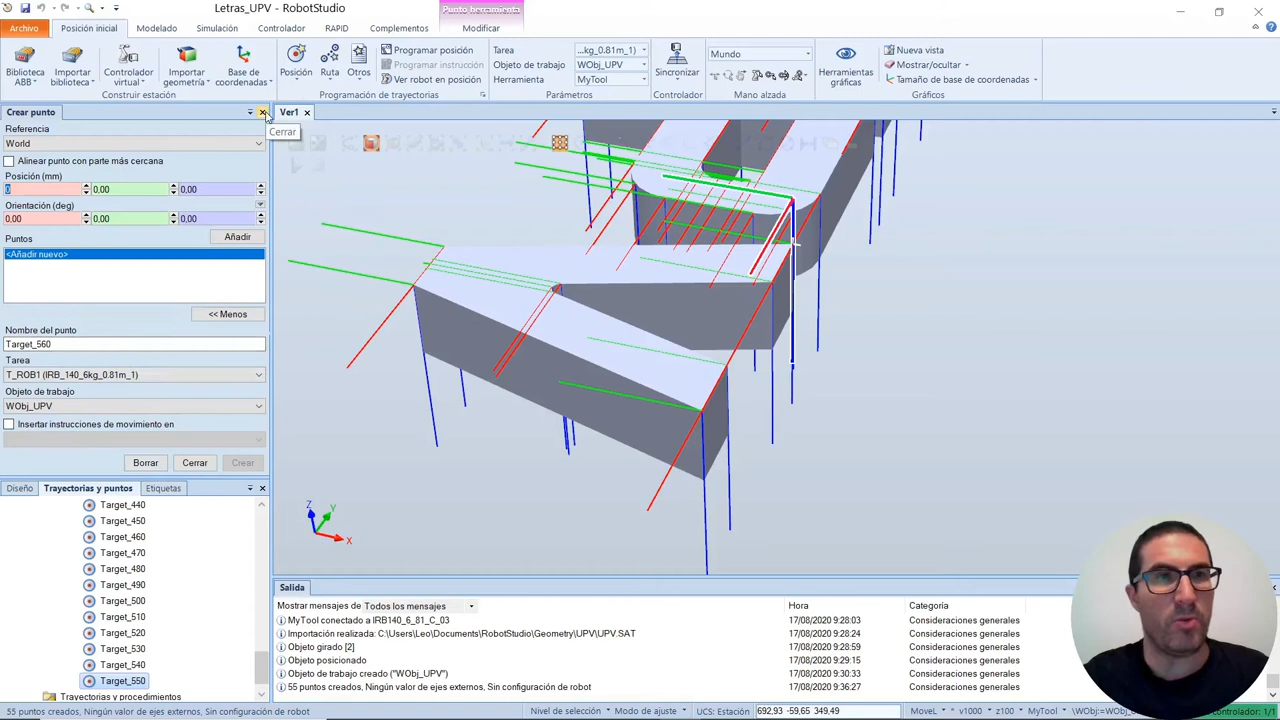 Letras_UPV - RobotStudio
Punto/herramienta
Archivo Posición inicial Modelado Simulación Controlador RAPID Complementos Modificar
Biblioteca ABB
Importar biblioteca
Controlador virtual
Importar geometría
Base de coordenadas
Construir estación
Posición
Ruta
Otros
Programar posición
Programar instrucción
Ver robot en posición
Programación de trayectorias
Tarea ...kg_0.81m_1)
Objeto de trabajo WObj_UPV
Herramienta MyTool
Parámetros
Sincronizar
Controlador
Mundo
Mano alzada
Herramientas gráficas
Nueva vista
Mostrar/ocultar
Tamaño de base de coordenadas
Gráficos
Crear punto
Cerrar
Ver1
Referencia
World
Alinear punto con parte más cercana
Posición (mm)
0 0,00 0,00
Orientación (deg)
0,00 0,00 0,00
Añadir
Puntos
<Añadir nuevo>
<< Menos
Nombre del punto
Target_560
Tarea
T_ROB1 (IRB_140_6kg_0.81m_1)
Objeto de trabajo
WObj_UPV
Insertar instrucciones de movimiento en
Borrar Cerrar Crear
Diseño Trayectorias y puntos Etiquetas
Target_440
Target_450
Target_460
Target_470
Target_480
Target_490
Target_500
Target_510
Target_520
Target_530
Target_540
Target_550
Trayectorias y procedimientos
Z
Y
X
Salida
Mostrar mensajes de Todos los mensajes Hora Categoría
MyTool conectado a IRB140_6_81_C_03 17/08/2020 9:28:03 Consideraciones generales
Importación realizada: C:\Users\Leo\Documents\RobotStudio\Geometry\UPV\UPV.SAT 17/08/2020 9:28:24 Consideraciones generales
Objeto girado [2] 17/08/2020 9:28:59 Consideraciones generales
Objeto posicionado 17/08/2020 9:29:15 Consideraciones generales
Objeto de trabajo creado ("WObj_UPV") 17/08/2020 9:30:33 Consideraciones generales
55 puntos creados, Ningún valor de ejes externos, Sin configuración de robot 17/08/2020 9:36:27 Consideraciones generales
55 puntos creados, Ningún valor de ejes externos, Sin configuración de robot Nivel de selección Modo de ajuste UCS: Estación 692,93 -59,65 349,49 MoveL * v1000 z100 MyTool \WObj:=WObj_U